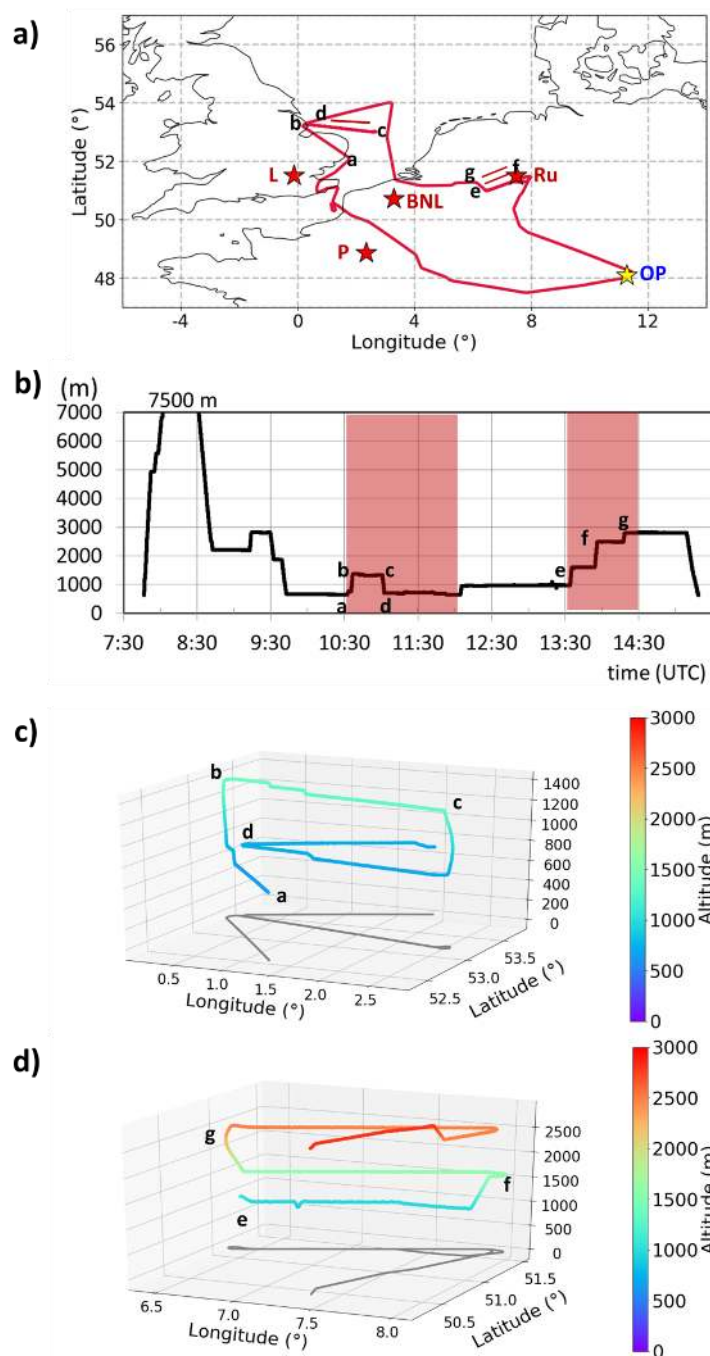 a)
56
54
52
50
48
Latitude (°)
d
b
c
a
g
f
e
L
Ru
BNL
P
OP
-4
0
4
8
12
Longitude (°)
b)
(m)
7500 m
7000
6000
5000
4000
3000
2000
1000
0
b
c
a
d
e
f
g
7:30
8:30
9:30
10:30
11:30
12:30
13:30
14:30
time (UTC)
c)
b
c
d
a
1400
1200
1000
800
600
400
200
0
0.5
1.0
1.5
2.0
2.5
Longitude (°)
52.5
53.0
53.5
Latitude (°)
3000
2500
2000
1500
1000
500
0
Altitude (m)
d)
g
f
e
2500
2000
1500
1000
500
0
6.5
7.0
7.5
8.0
Longitude (°)
50.5
51.0
51.5
Latitude (°)
3000
2500
2000
1500
1000
500
0
Altitude (m)